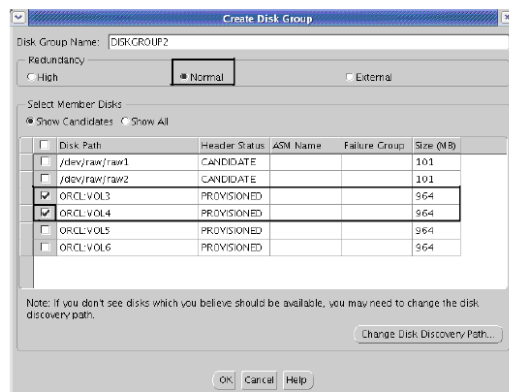 Create Disk Group
Disk Group Name: DISKGROUP2
Redundancy
High Normal External
Select Member Disks
Show Candidates Show All
Disk Path Header Status ASM Name Failure Group Size (MB)
/dev/raw/raw1 CANDIDATE 101
/dev/raw/raw2 CANDIDATE 101
ORCL:VOL3 PROVISIONED 964
ORCL:VOL4 PROVISIONED 964
ORCL:VOL5 PROVISIONED 964
ORCL:VOL6 PROVISIONED 964
Note: If you don't see disks which you believe should be available, you may need to change the disk
discovery path.
Change Disk Discovery Path...
OK Cancel Help